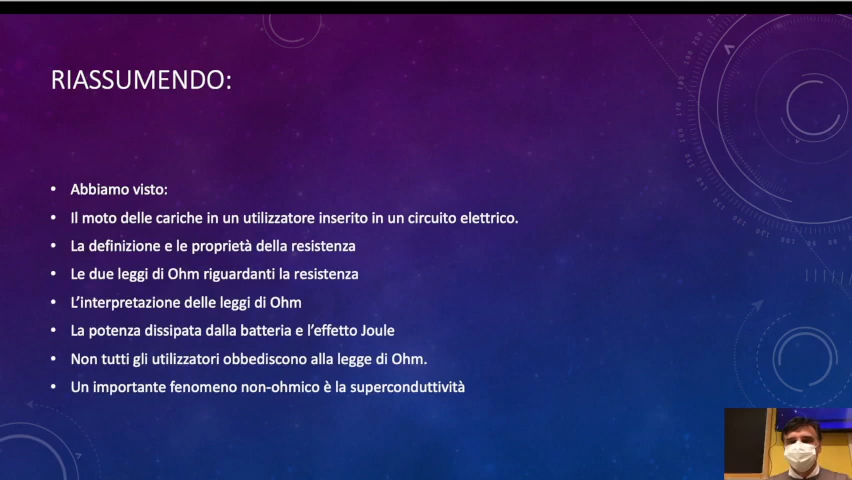 RIASSUMENDO:
• Abbiamo visto:
• Il moto delle cariche in un utilizzatore inserito in un circuito elettrico.
• La definizione e le proprietà della resistenza
• Le due leggi di Ohm riguardanti la resistenza
• L'interpretazione delle leggi di Ohm
• La potenza dissipata dalla batteria e l'effetto Joule
• Non tutti gli utilizzatori obbediscono alla legge di Ohm.
• Un importante fenomeno non-ohmico è la superconduttività